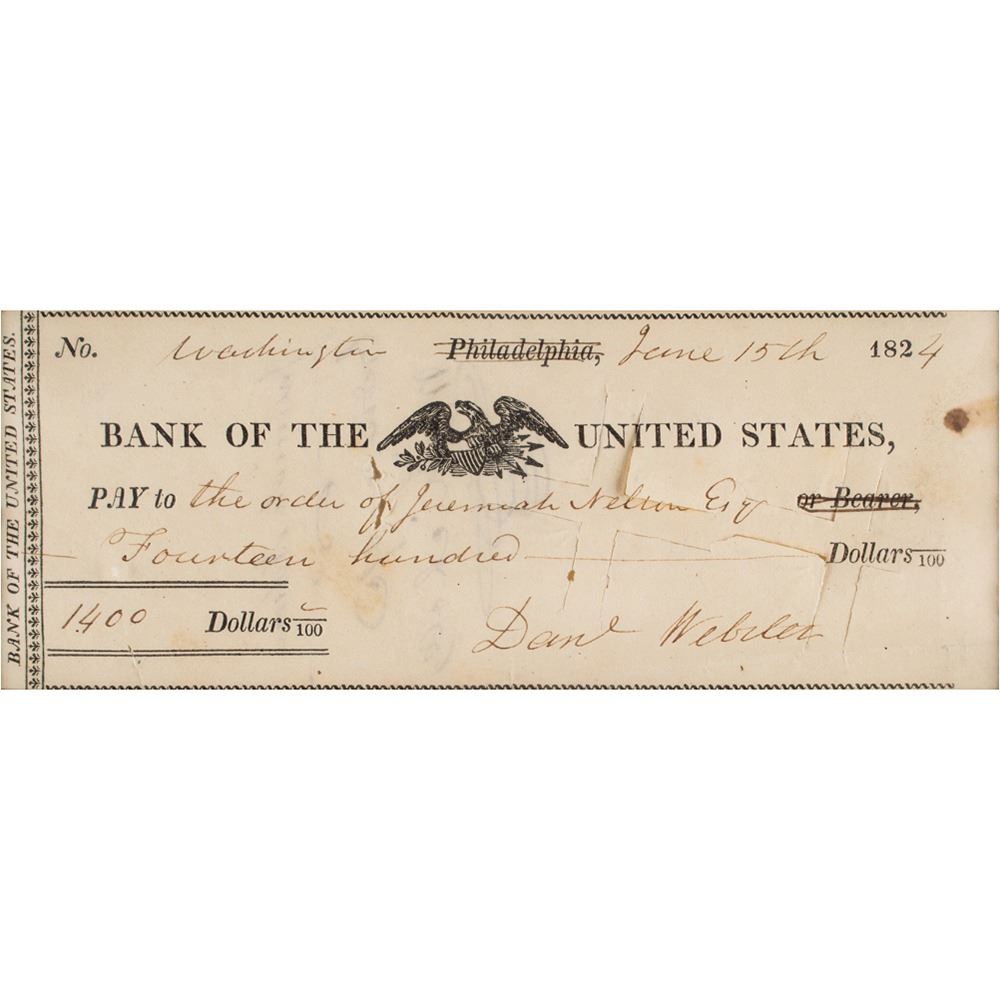 BANK OF THE UNITED STATES.
No. Washington Philadelphia, June 15th 1824
BANK OF THE UNITED STATES,
PAY to the order of Jeremiah Nelson Esq or Bearer,
Fourteen hundred Dollars /100
1400 Dollars /100
Danl Webster